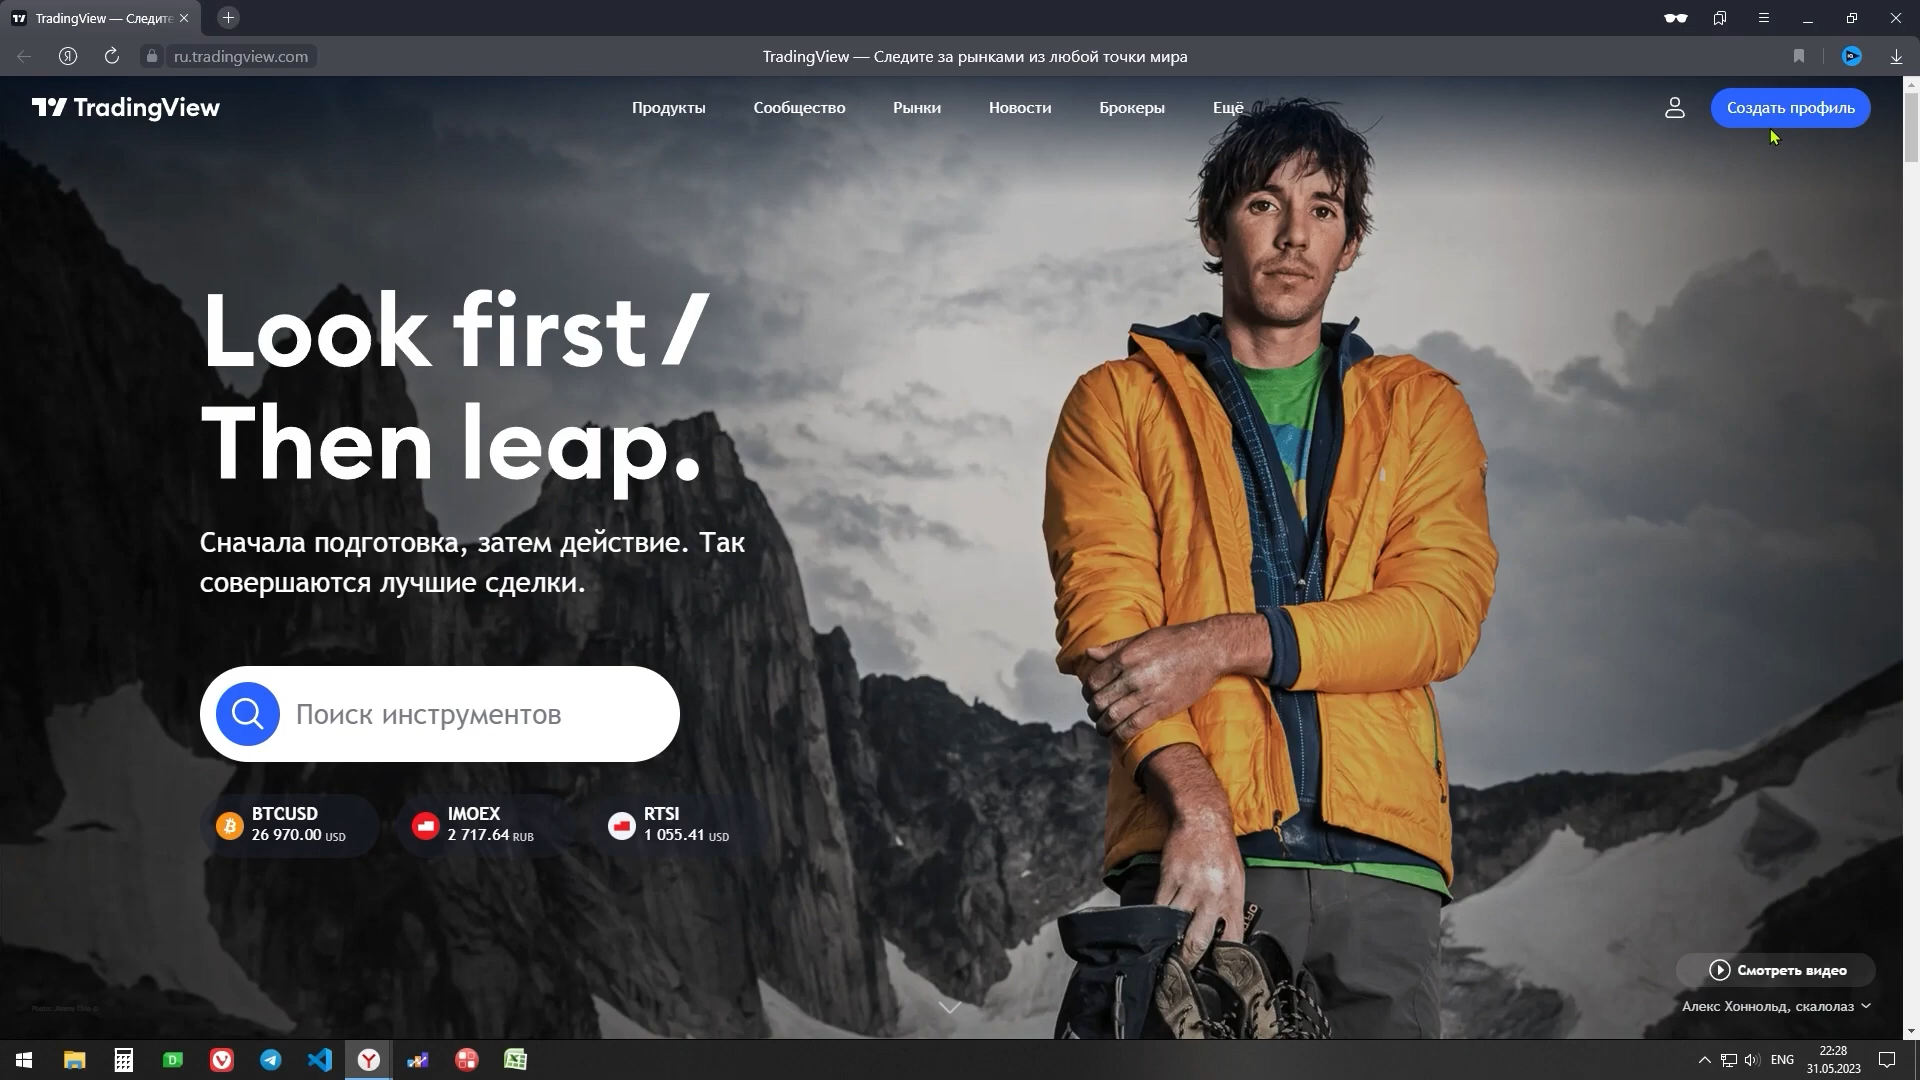 TradingView — Следите
ru.tradingview.com
TradingView — Следите за рынками из любой точки мира
TradingView
Продукты
Сообщество
Рынки
Новости
Брокеры
Ещё
Создать профиль
Look first /
Then leap.
Сначала подготовка, затем действие. Так
совершаются лучшие сделки.
Поиск инструментов
BTCUSD
26 970.00 USD
IMOEX
2 717.64 RUB
RTSI
1 055.41 USD
Смотреть видео
Алекс Хоннольд, скалолаз
ENG
22:28
31.05.2023